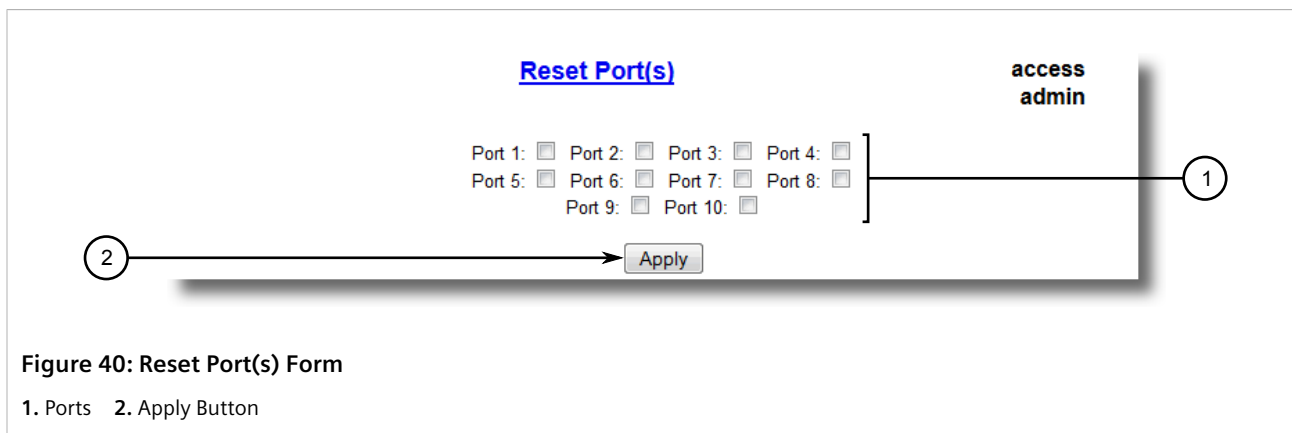 Reset Port(s)
access
admin
Port 1: Port 2: Port 3: Port 4:
Port 5: Port 6: Port 7: Port 8:
Port 9: Port 10:
1
2
Apply
Figure 40: Reset Port(s) Form
1. Ports 2. Apply Button